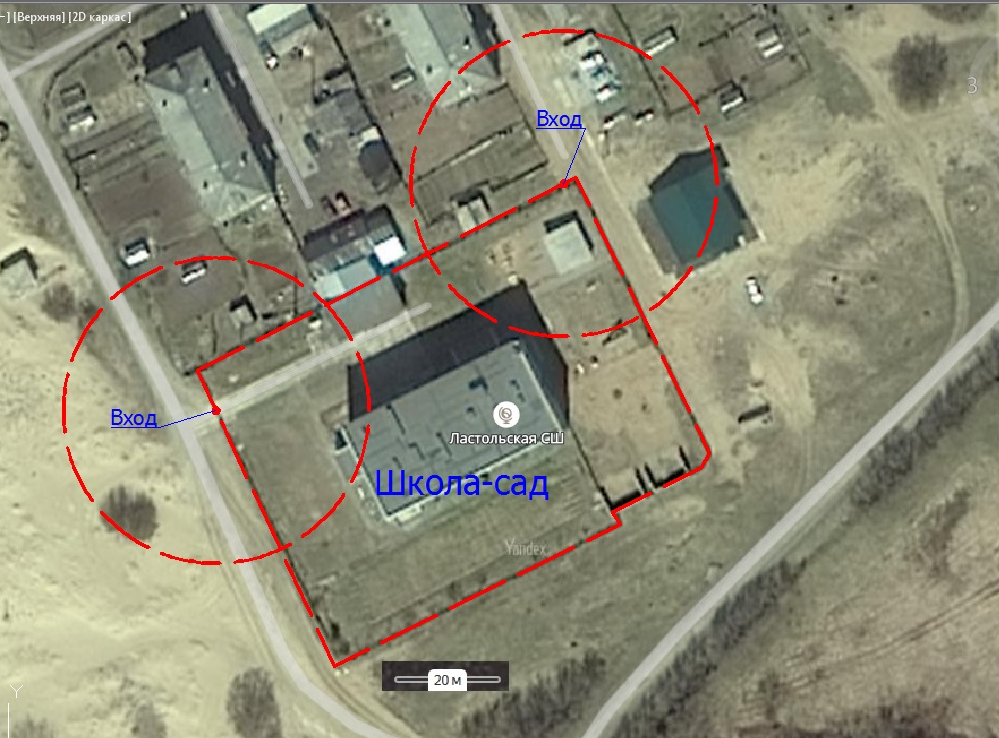 –] [Верхняя] [2D каркас]
3
Вход
Вход
Ластольская СШ
Школа-сад
Yandex
20 м
Y